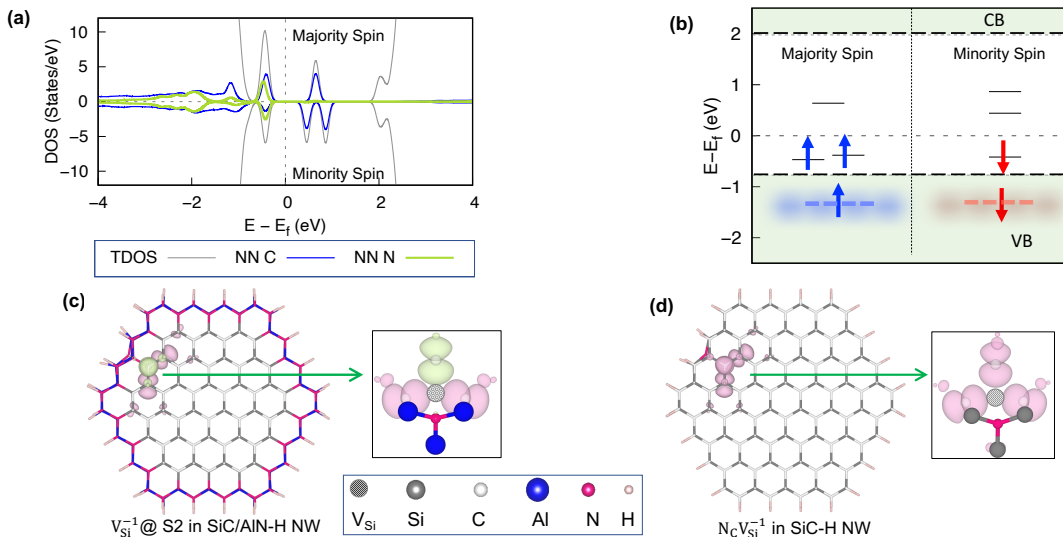 (a)
DOS (States/eV)
10
5
0
−5
−10
Majority Spin
Minority Spin
−4
−2
0
2
4
E − E_f (eV)
TDOS
NN C
NN N
(b)
E−E_f (eV)
2
1
0
−1
−2
CB
Majority Spin
Minority Spin
VB
(c)
V_Si^−1 @ S2 in SiC/AlN-H NW
(d)
N_C V_Si^−1 in SiC-H NW
V_Si
Si
C
Al
N
H